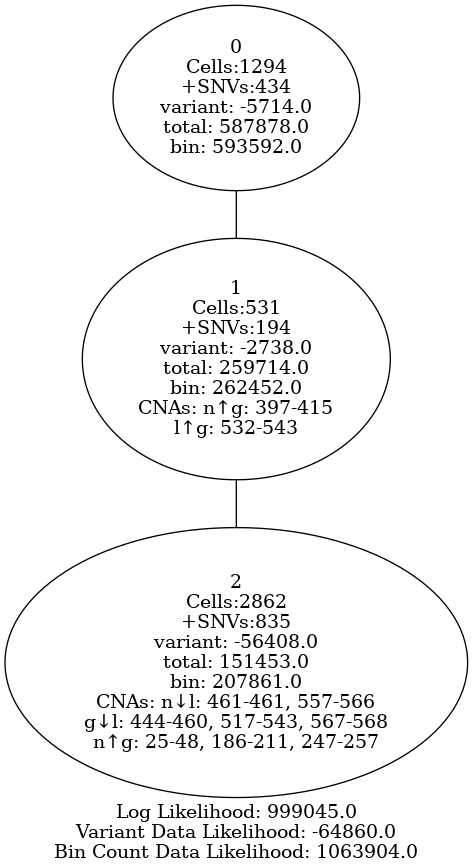 0
Cells:1294
+SNVs:434
variant: -5714.0
total: 587878.0
bin: 593592.0
1
Cells:531
+SNVs:194
variant: -2738.0
total: 259714.0
bin: 262452.0
CNAs: n↑g: 397-415
l↑g: 532-543
2
Cells:2862
+SNVs:835
variant: -56408.0
total: 151453.0
bin: 207861.0
CNAs: n↓l: 461-461, 557-566
g↓l: 444-460, 517-543, 567-568
n↑g: 25-48, 186-211, 247-257
Log Likelihood: 999045.0
Variant Data Likelihood: -64860.0
Bin Count Data Likelihood: 1063904.0